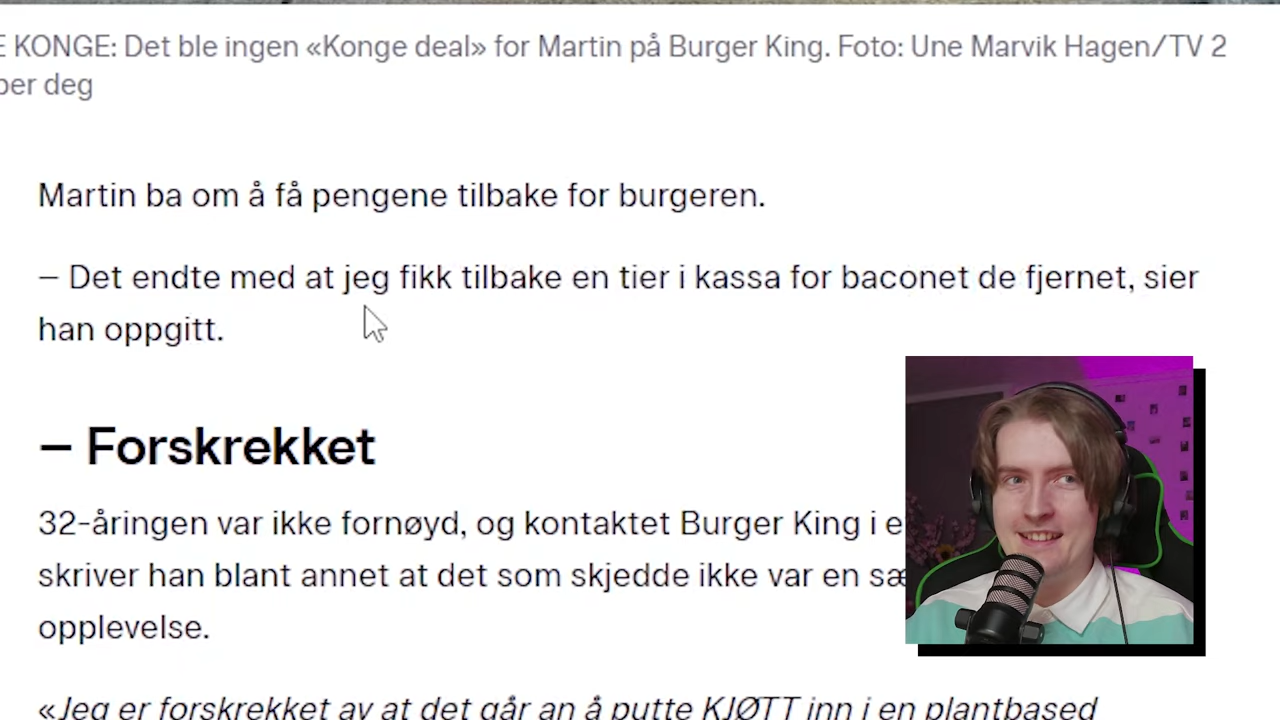 E KONGE: Det ble ingen «Konge deal» for Martin på Burger King. Foto: Une Marvik Hagen/TV 2
per deg
Martin ba om å få pengene tilbake for burgeren.
– Det endte med at jeg fikk tilbake en tier i kassa for baconet de fjernet, sier
han oppgitt.
– Forskrekket
32-åringen var ikke fornøyd, og kontaktet Burger King i e
skriver han blant annet at det som skjedde ikke var en sæ
opplevelse.
«Jeg er forskrekket av at det går an å putte KJØTT inn i en plantbased